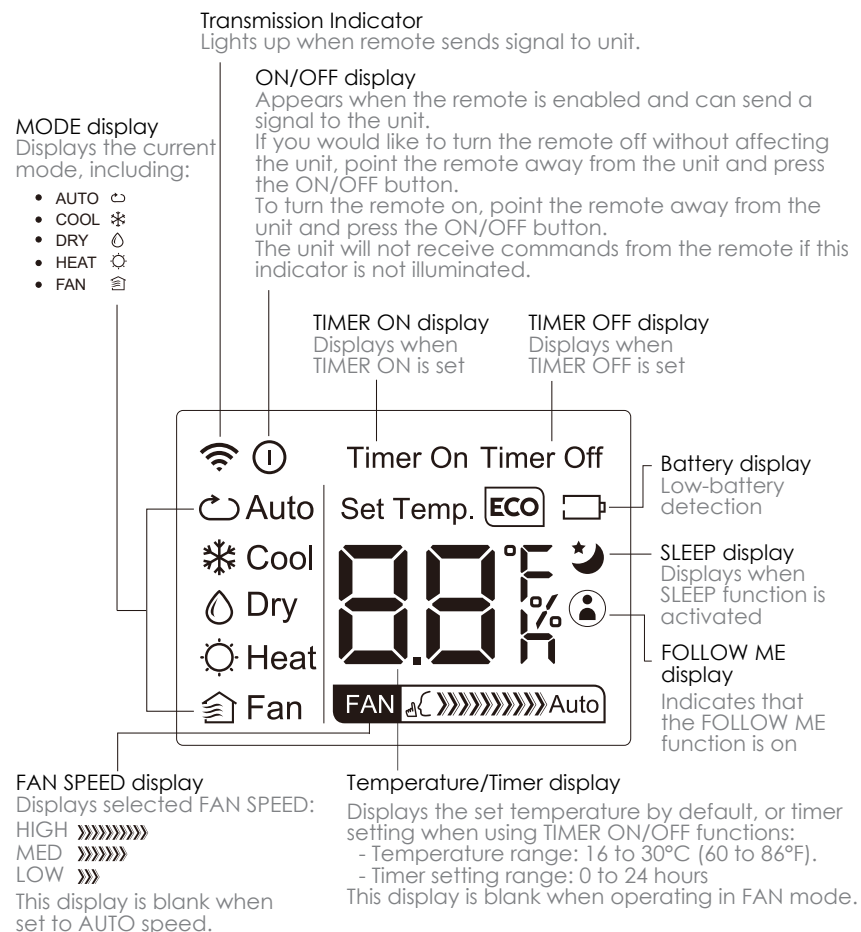 Transmission Indicator
Lights up when remote sends signal to unit.
ON/OFF display
Appears when the remote is enabled and can send a
signal to the unit.
If you would like to turn the remote off without affecting
the unit, point the remote away from the unit and press
the ON/OFF button.
To turn the remote on, point the remote away from the
unit and press the ON/OFF button.
The unit will not receive commands from the remote if this
indicator is not illuminated.
MODE display
Displays the current
mode, including:
• AUTO
• COOL
• DRY
• HEAT
• FAN
TIMER ON display
Displays when
TIMER ON is set
TIMER OFF display
Displays when
TIMER OFF is set
Timer On Timer Off
Auto
Cool
Dry
Heat
Fan
Set Temp. ECO
88°F
%
h
FAN Auto
Battery display
Low-battery
detection
SLEEP display
Displays when
SLEEP function is
activated
FOLLOW ME
display
Indicates that
the FOLLOW ME
function is on
FAN SPEED display
Displays selected FAN SPEED:
HIGH
MED
LOW
This display is blank when
set to AUTO speed.
Temperature/Timer display
Displays the set temperature by default, or timer
setting when using TIMER ON/OFF functions:
- Temperature range: 16 to 30°C (60 to 86°F).
- Timer setting range: 0 to 24 hours
This display is blank when operating in FAN mode.